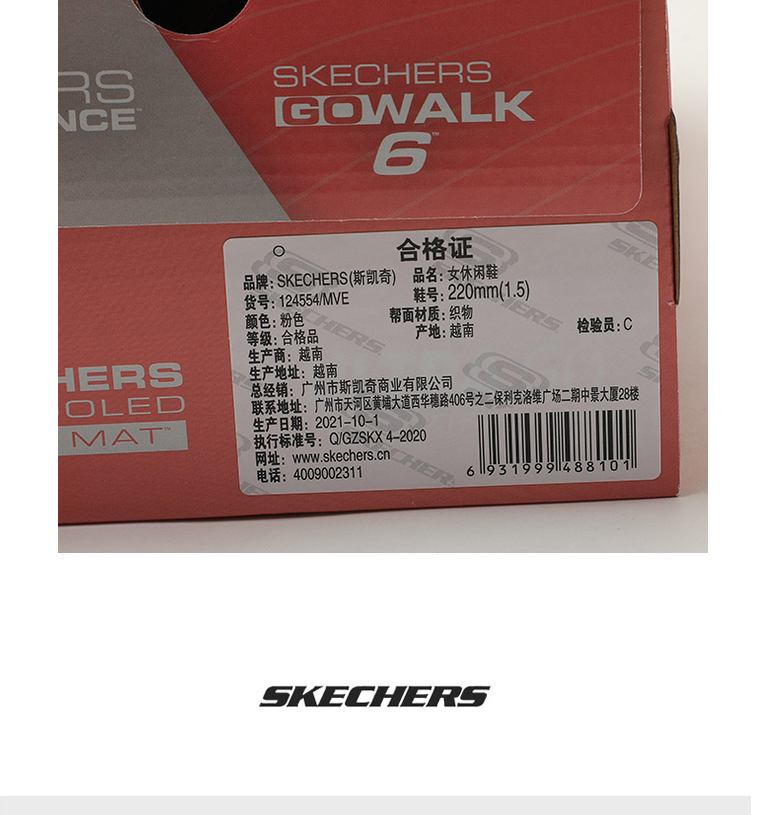 RS
NCE™
SKECHERS
GOWALK
6™
HERS
OLED
MAT™
合格证
品牌: SKECHERS(斯凯奇) 品名: 女休闲鞋
货号: 124554/MVE 鞋号: 220mm(1.5)
颜色: 粉色 帮面材质: 织物
等级: 合格品 产地: 越南 检验员: C
生产商: 越南
生产地址: 越南
总经销: 广州市斯凯奇商业有限公司
联系地址: 广州市天河区黄埔大道西华穗路406号之二保利克洛维广场二期中景大厦28楼
生产日期: 2021-10-1
执行标准号: Q/GZSKX 4-2020
网址: www.skechers.cn
电话: 4009002311
6 931999 488101
SKECHERS